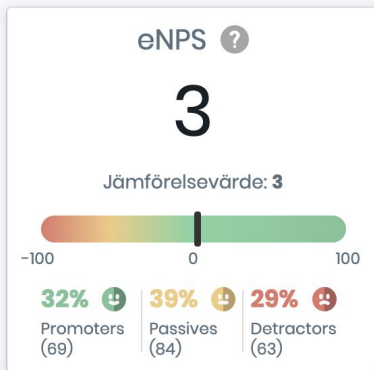 eNPS ?
3
Jämförelsevärde: 3
-100 0 100
32% 39% 29%
Promoters Passives Detractors
(69) (84) (63)